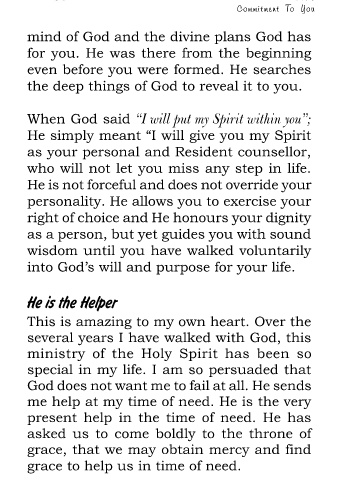 Commitment To You
mind of God and the divine plans God has
for you. He was there from the beginning
even before you were formed. He searches
the deep things of God to reveal it to you.
When God said “I will put my Spirit within you”;
He simply meant “I will give you my Spirit
as your personal and Resident counsellor,
who will not let you miss any step in life.
He is not forceful and does not override your
personality. He allows you to exercise your
right of choice and He honours your dignity
as a person, but yet guides you with sound
wisdom until you have walked voluntarily
into God’s will and purpose for your life.
He is the Helper
This is amazing to my own heart. Over the
several years I have walked with God, this
ministry of the Holy Spirit has been so
special in my life. I am so persuaded that
God does not want me to fail at all. He sends
me help at my time of need. He is the very
present help in the time of need. He has
asked us to come boldly to the throne of
grace, that we may obtain mercy and find
grace to help us in time of need.